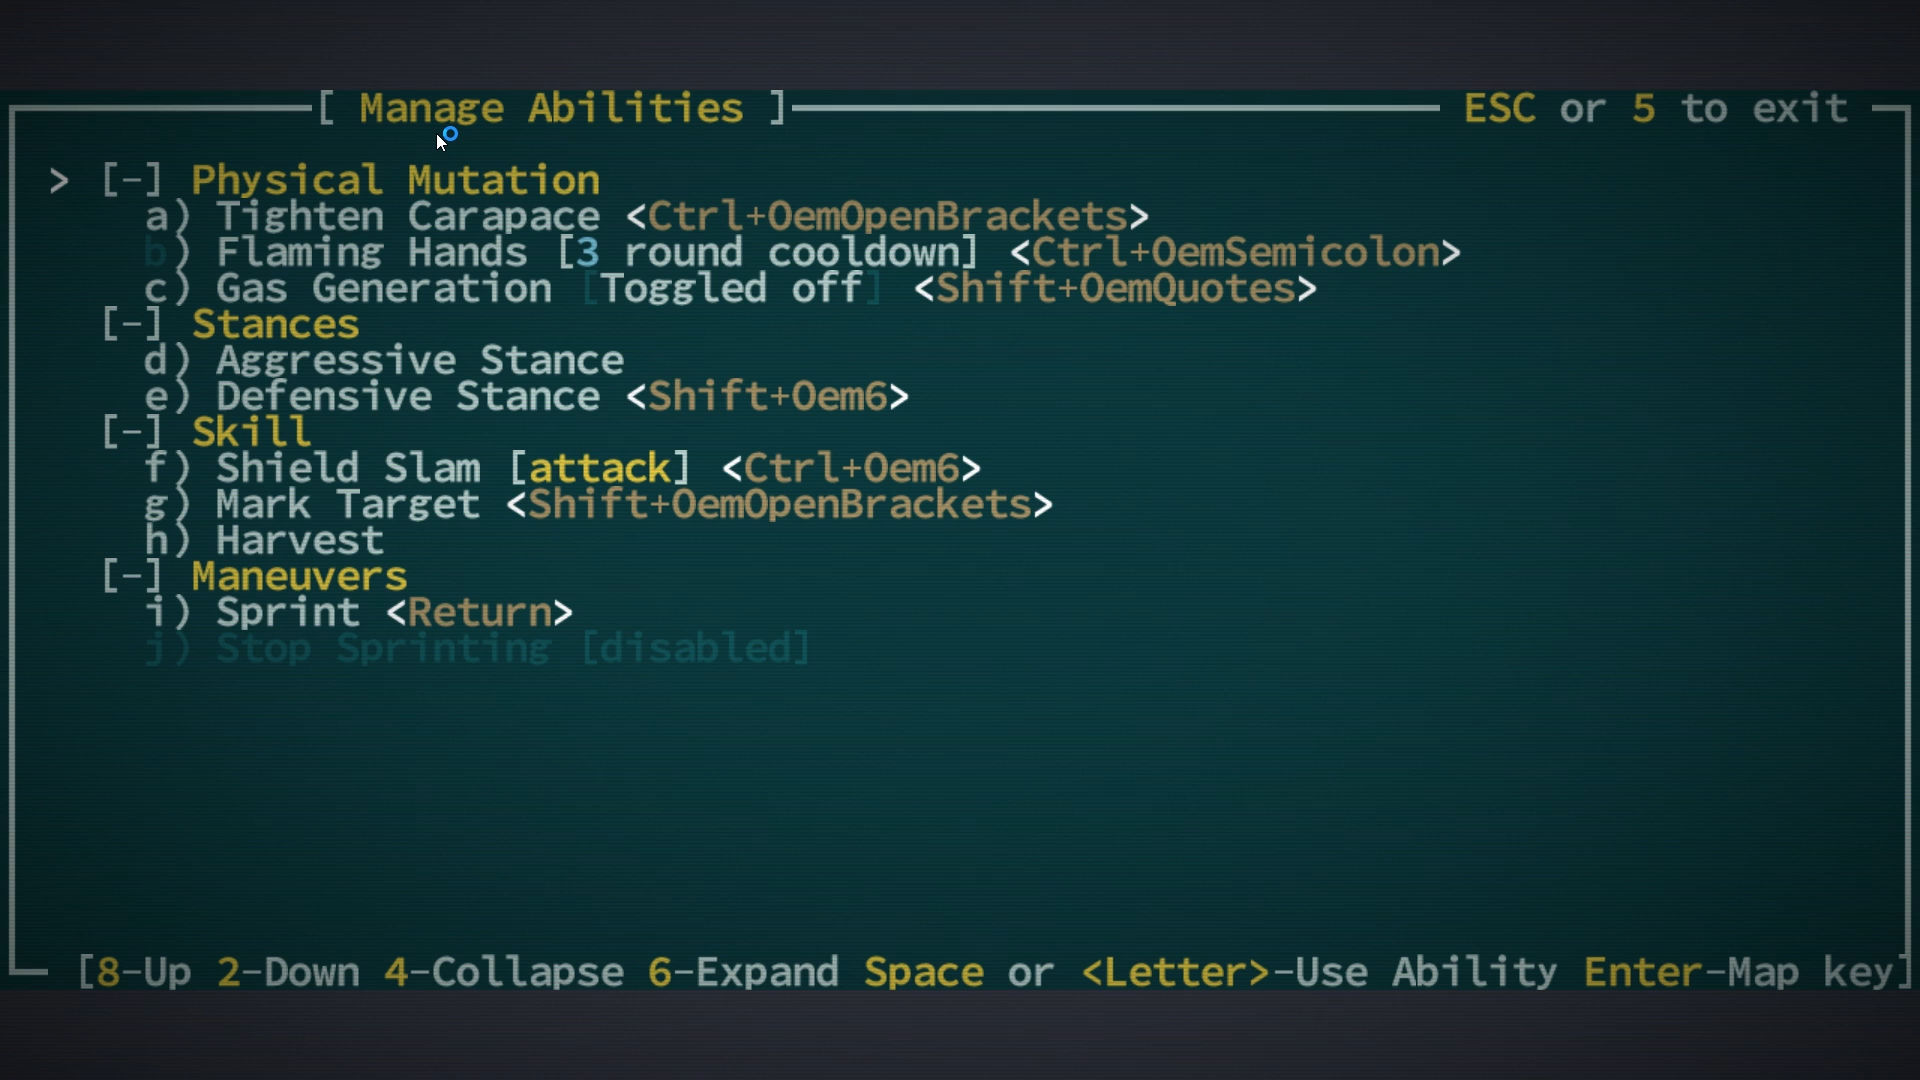 [ Manage Abilities ] ESC or 5 to exit
> [-] Physical Mutation
a) Tighten Carapace <Ctrl+OemOpenBrackets>
b) Flaming Hands [3 round cooldown] <Ctrl+OemSemicolon>
c) Gas Generation [Toggled off] <Shift+OemQuotes>
[-] Stances
d) Aggressive Stance
e) Defensive Stance <Shift+Oem6>
[-] Skill
f) Shield Slam [attack] <Ctrl+Oem6>
g) Mark Target <Shift+OemOpenBrackets>
h) Harvest
[-] Maneuvers
i) Sprint <Return>
j) Stop Sprinting [disabled]
[8-Up 2-Down 4-Collapse 6-Expand Space or <Letter>-Use Ability Enter-Map key]